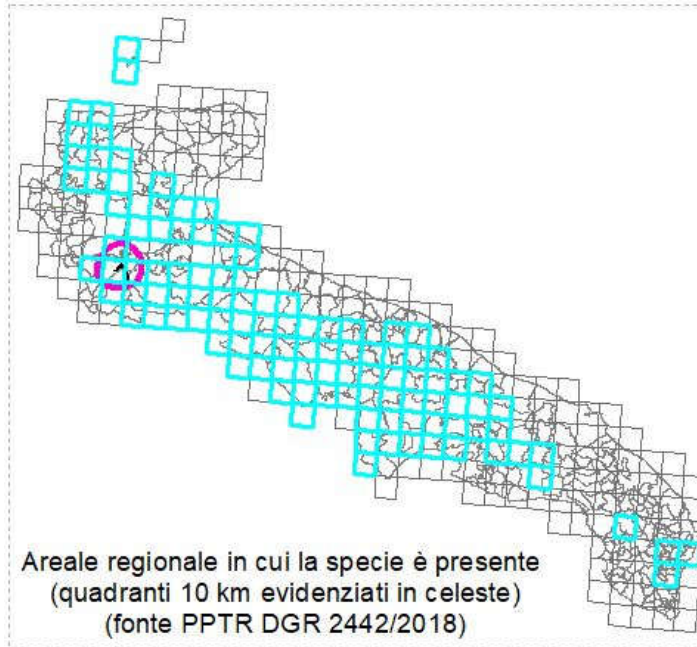 Areale regionale in cui la specie è presente
(quadranti 10 km evidenziati in celeste)
(fonte PPTR DGR 2442/2018)